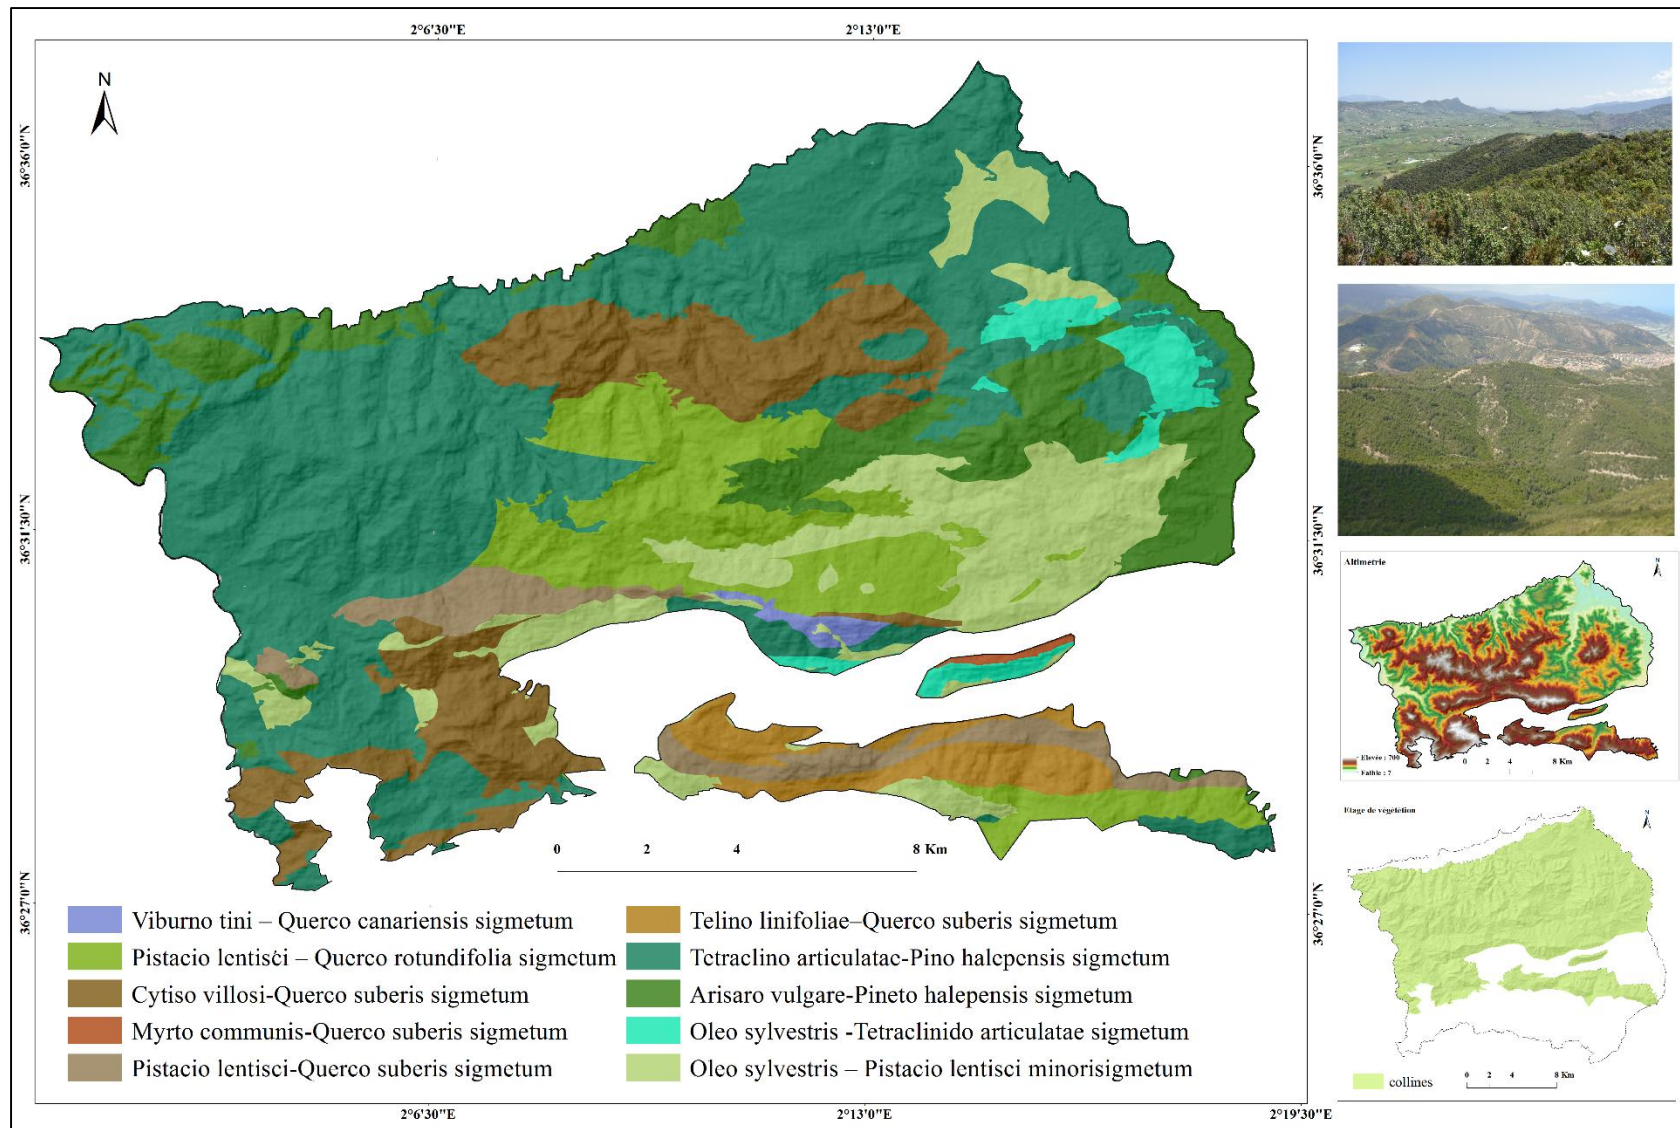 2°6'30"E
2°13'0"E
N
36°36'0"N
36°36'0"N
36°31'30"N
36°31'30"N
36°27'0"N
36°27'0"N
0 2 4 8 Km
Viburno tini – Querco canariensis sigmetum
Pistacio lentisci – Querco rotundifolia sigmetum
Cytiso villosi-Querco suberis sigmetum
Myrto communis-Querco suberis sigmetum
Pistacio lentisci-Querco suberis sigmetum
Telino linifoliae–Querco suberis sigmetum
Tetraclino articulatae-Pino halepensis sigmetum
Arisaro vulgare-Pineto halepensis sigmetum
Oleo sylvestris -Tetraclinido articulatae sigmetum
Oleo sylvestris – Pistacio lentisci minorisigmetum
2°6'30"E
2°13'0"E
2°19'30"E
Altimetrie
N
Elevée : 700
Faible : 7
0 2 4 8 Km
Etage de végététion
N
collines
0 2 4 8 Km